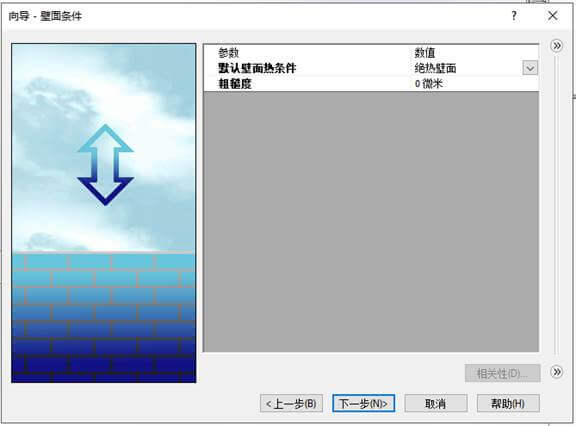 向导 - 壁面条件
参数 数值
默认壁面热条件 绝热壁面
粗糙度 0 微米
相关性(D)...
<上一步(B) 下一步(N)> 取消 帮助(H)